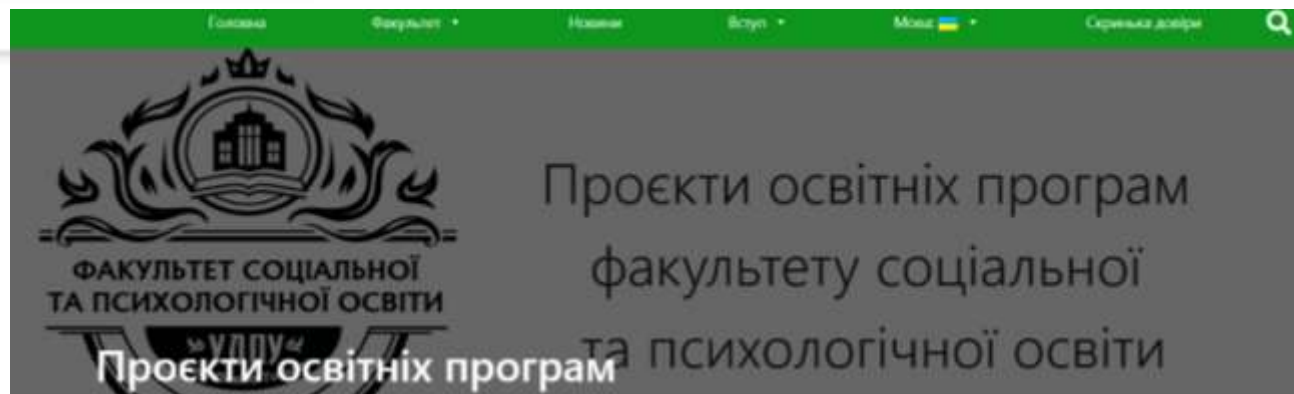 Головна Факультет Новини Вступ Мова: Скринька довіри
ФАКУЛЬТЕТ СОЦІАЛЬНОЇ
ТА ПСИХОЛОГІЧНОЇ ОСВІТИ
УДПУ
Проєкти освітніх програм
факультету соціальної
та психологічної освіти
Проєкти освітніх програм